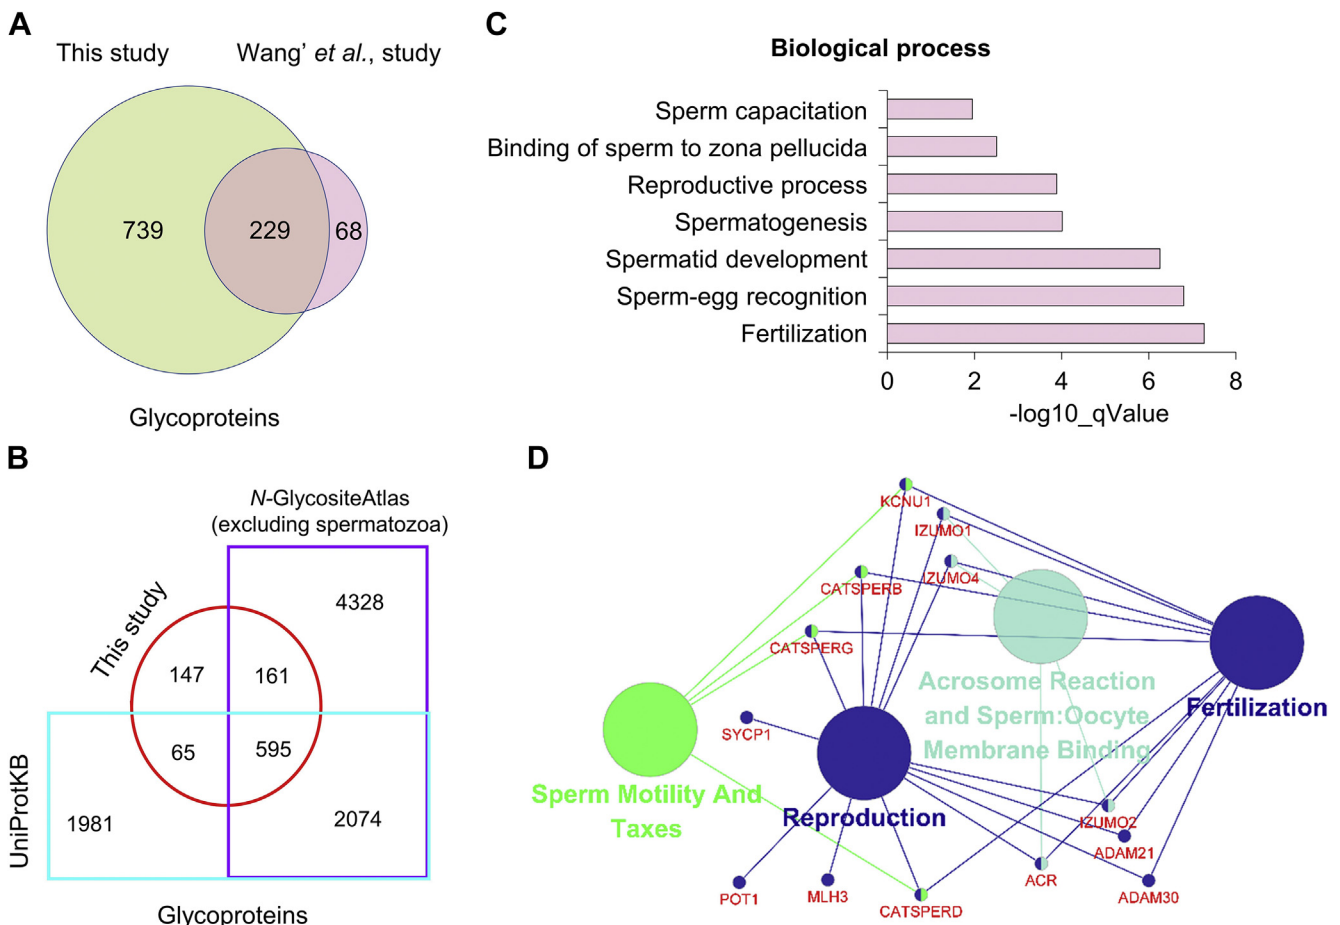 A
This study
Wang’ et al., study
739
229
68
Glycoproteins
B
N-GlycositeAtlas
(excluding spermatozoa)
This study
4328
147
161
65
595
UniProtKB
1981
2074
Glycoproteins
C
Biological process
Sperm capacitation
Binding of sperm to zona pellucida
Reproductive process
Spermatogenesis
Spermatid development
Sperm-egg recognition
Fertilization
0 2 4 6 8
-log10_qValue
D
KCNU1
IZUMO1
IZUMO4
CATSPERB
CATSPERG
SYCP1
Acrosome Reaction
and Sperm:Oocyte
Membrane Binding
Fertilization
Sperm Motility And
Taxes
Reproduction
IZUMO2
ADAM21
ACR
ADAM30
POT1
MLH3
CATSPERD